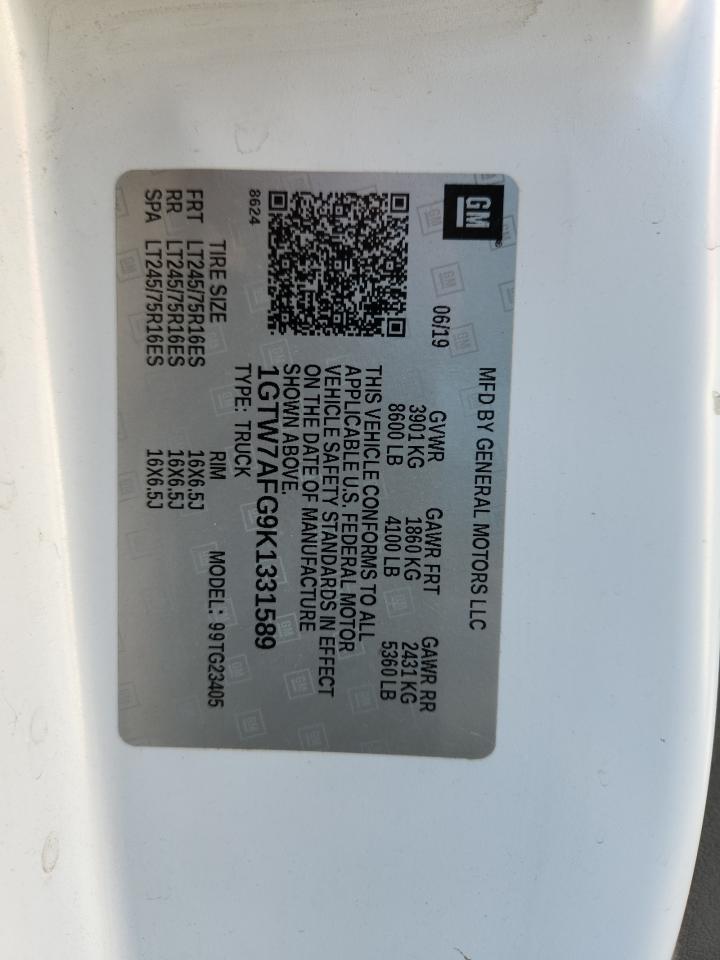 GM
MFD BY GENERAL MOTORS LLC
06/19
GVWR GAWR FRT GAWR RR
3901 KG 1860 KG 2431 KG
8600 LB 4100 LB 5360 LB
THIS VEHICLE CONFORMS TO ALL
APPLICABLE U.S. FEDERAL MOTOR
VEHICLE SAFETY STANDARDS IN EFFECT
ON THE DATE OF MANUFACTURE
SHOWN ABOVE.
1GTW7AFG9K1331589
TYPE: TRUCK
8624
MODEL: 99TG23405
TIRE SIZE RIM
FRT LT245/75R16ES 16X6.5J
RR LT245/75R16ES 16X6.5J
SPA LT245/75R16ES 16X6.5J